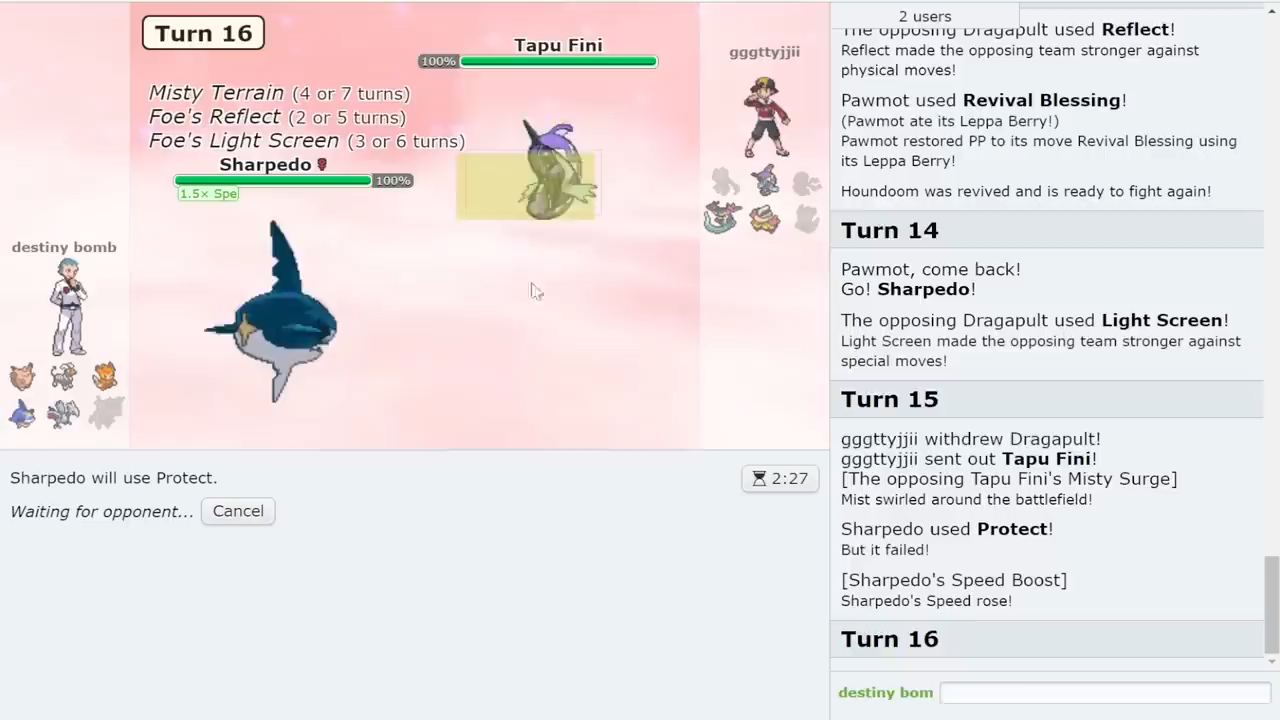 Turn 16
Tapu Fini
100%
gggttyjjii
Misty Terrain (4 or 7 turns)
Foe's Reflect (2 or 5 turns)
Foe's Light Screen (3 or 6 turns)
Sharpedo
100%
1.5× Spe
destiny bomb
Sharpedo will use Protect.
2:27
Waiting for opponent...
Cancel
2 users
The opposing Dragapult used Reflect!
Reflect made the opposing team stronger against
physical moves!
Pawmot used Revival Blessing!
(Pawmot ate its Leppa Berry!)
Pawmot restored PP to its move Revival Blessing using
its Leppa Berry!
Houndoom was revived and is ready to fight again!
Turn 14
Pawmot, come back!
Go! Sharpedo!
The opposing Dragapult used Light Screen!
Light Screen made the opposing team stronger against
special moves!
Turn 15
gggttyjjii withdrew Dragapult!
gggttyjjii sent out Tapu Fini!
[The opposing Tapu Fini's Misty Surge]
Mist swirled around the battlefield!
Sharpedo used Protect!
But it failed!
[Sharpedo's Speed Boost]
Sharpedo's Speed rose!
Turn 16
destiny bom